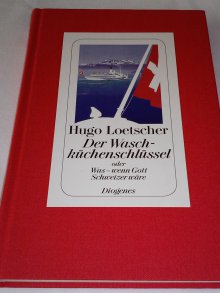 Hugo Loetscher
Der Wasch-
küchenschlüssel
oder
Was – wenn Gott
Schweizer wäre
Diogenes